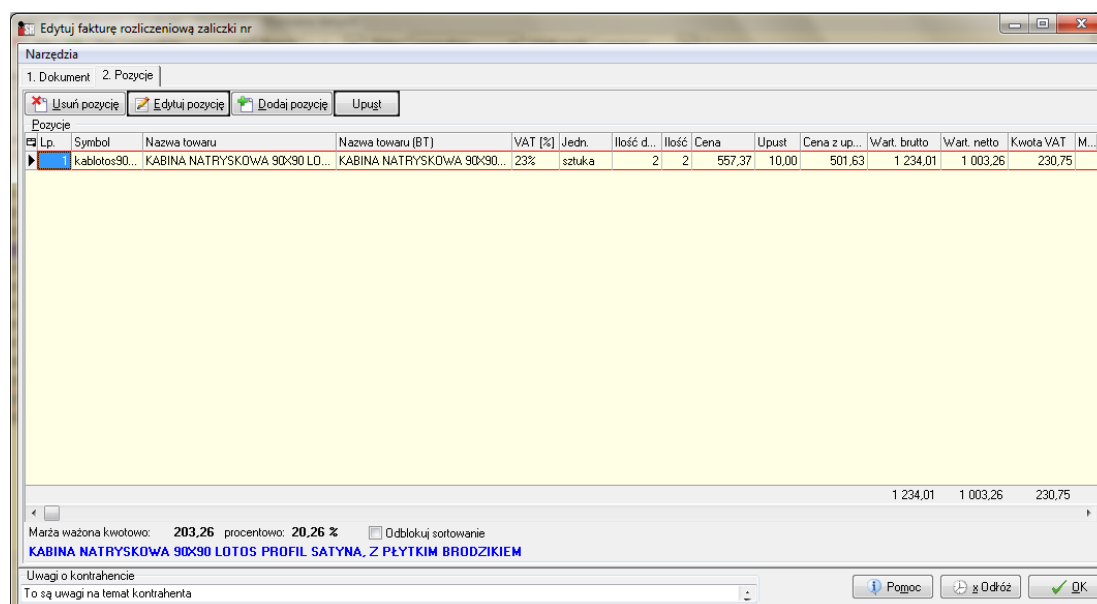 Edytuj fakturę rozliczeniową zaliczki nr
Narzędzia
1. Dokument 2. Pozycje
Usuń pozycję Edytuj pozycję Dodaj pozycję Upust
Pozycje
Lp. Symbol Nazwa towaru Nazwa towaru (BT) VAT [%] Jedn. Ilość d... Ilość Cena Upust Cena z up... Wart. brutto Wart. netto Kwota VAT M...
1 kablotos90... KABINA NATRYSKOWA 90X90 LO... KABINA NATRYSKOWA 90X90... 23% sztuka 2 2 557,37 10,00 501,63 1 234,01 1 003,26 230,75
1 234,01 1 003,26 230,75
Marża ważona kwotowo: 203,26 procentowo: 20,26 % Odblokuj sortowanie
KABINA NATRYSKOWA 90X90 LOTOS PROFIL SATYNA, Z PŁYTKIM BRODZIKIEM
Uwagi o kontrahencie
To są uwagi na temat kontrahenta
Pomoc x Odłóż OK